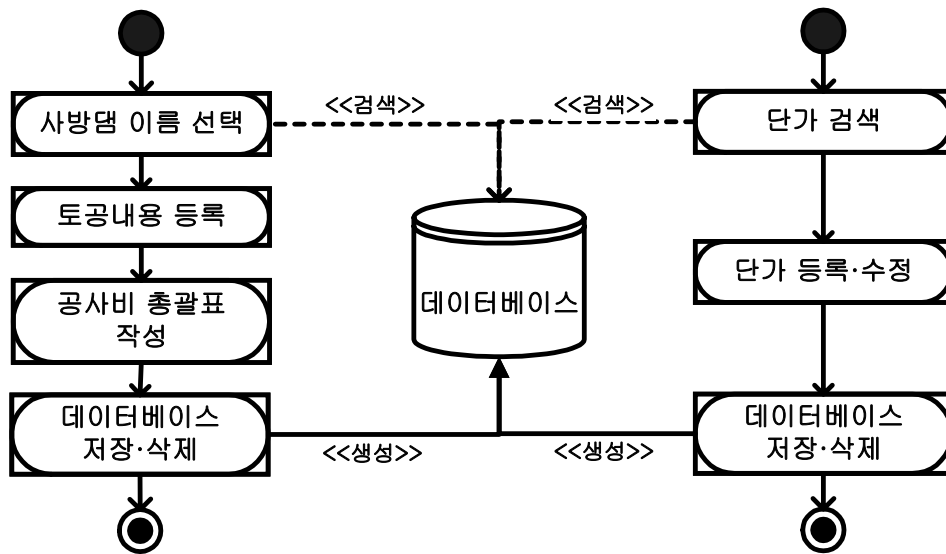 <<검색>>
<<검색>>
사방댐 이름 선택
단가 검색
토공내용 등록
단가 등록·수정
공사비 총괄표
작성
데이터베이스
데이터베이스
저장·삭제
데이터베이스
저장·삭제
<<생성>>
<<생성>>